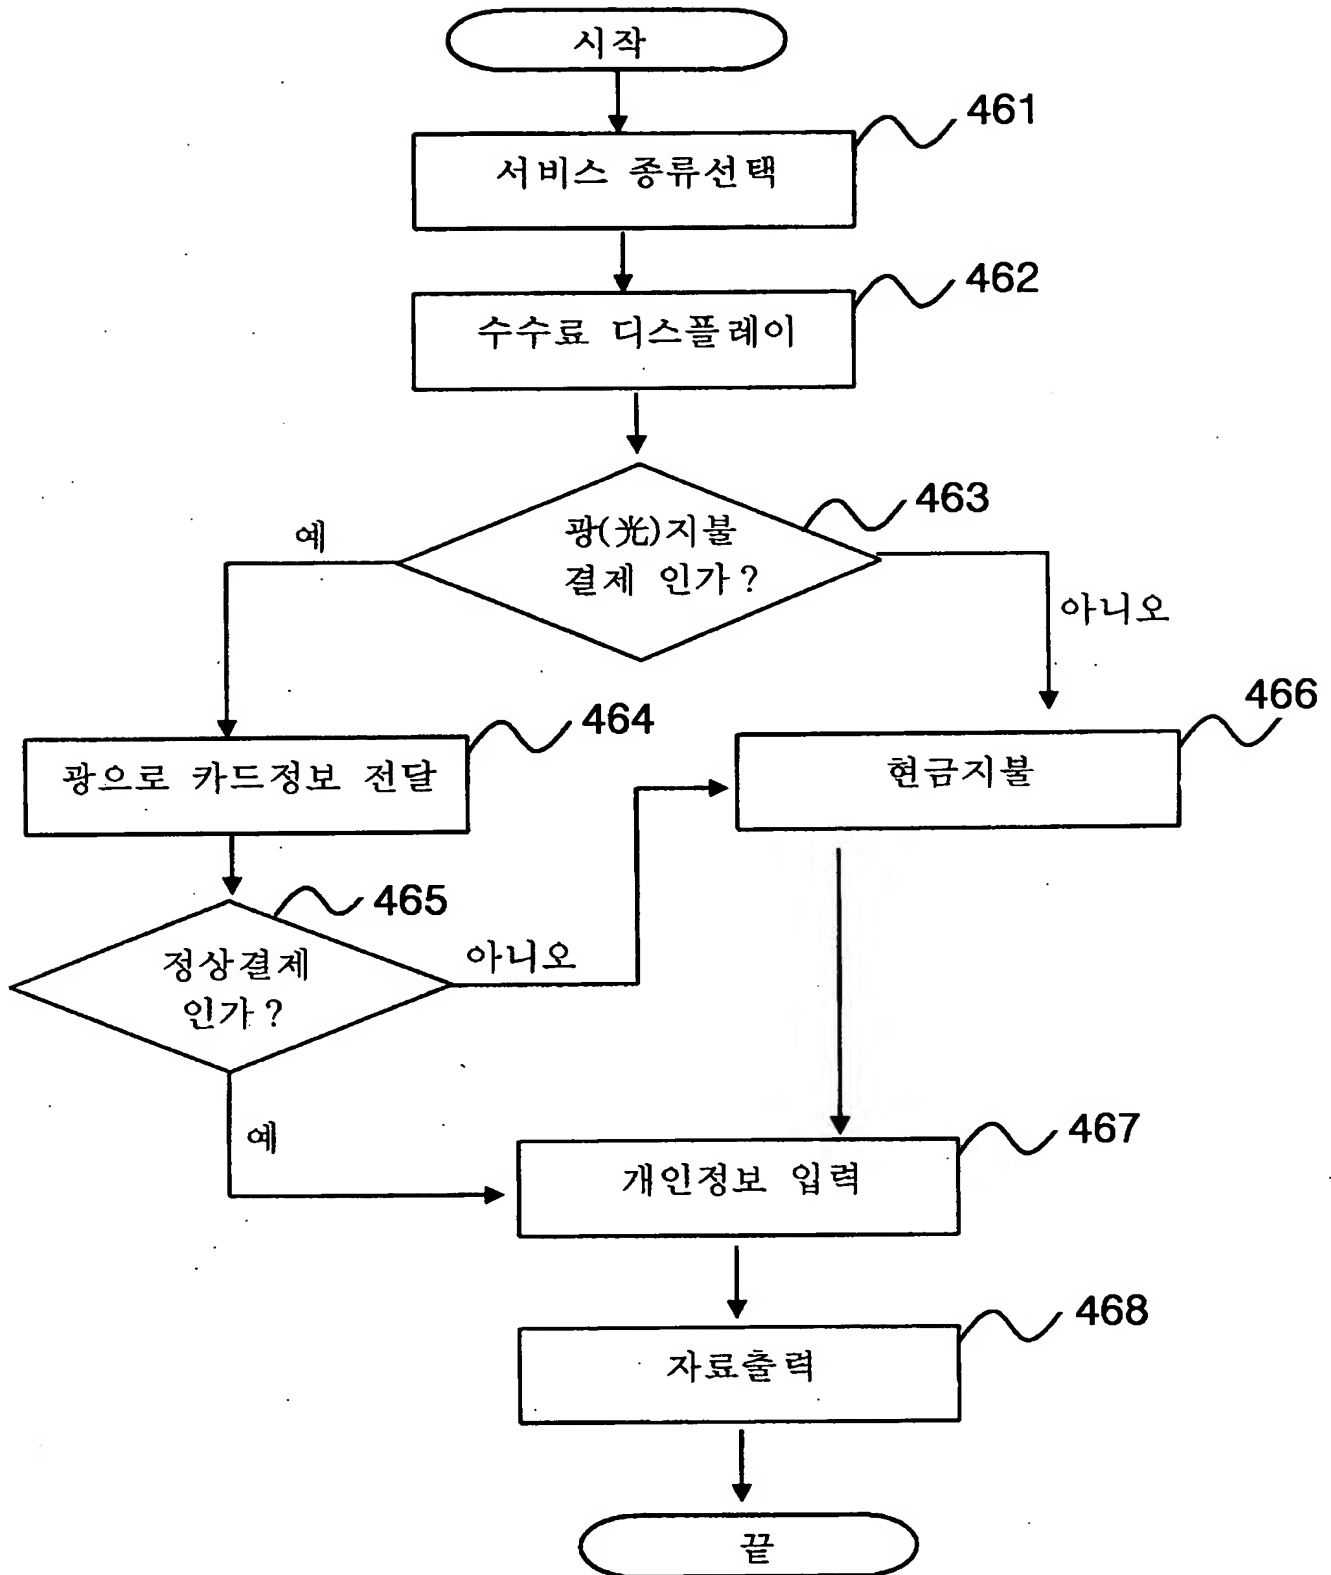 시작
461
서비스 종류선택
462
수수료 디스플레이
463
광(光)지불
결제 인가?
예
아니오
464
광으로 카드정보 전달
466
현금지불
465
정상결제
인가?
아니오
예
467
개인정보 입력
468
자료출력
끝